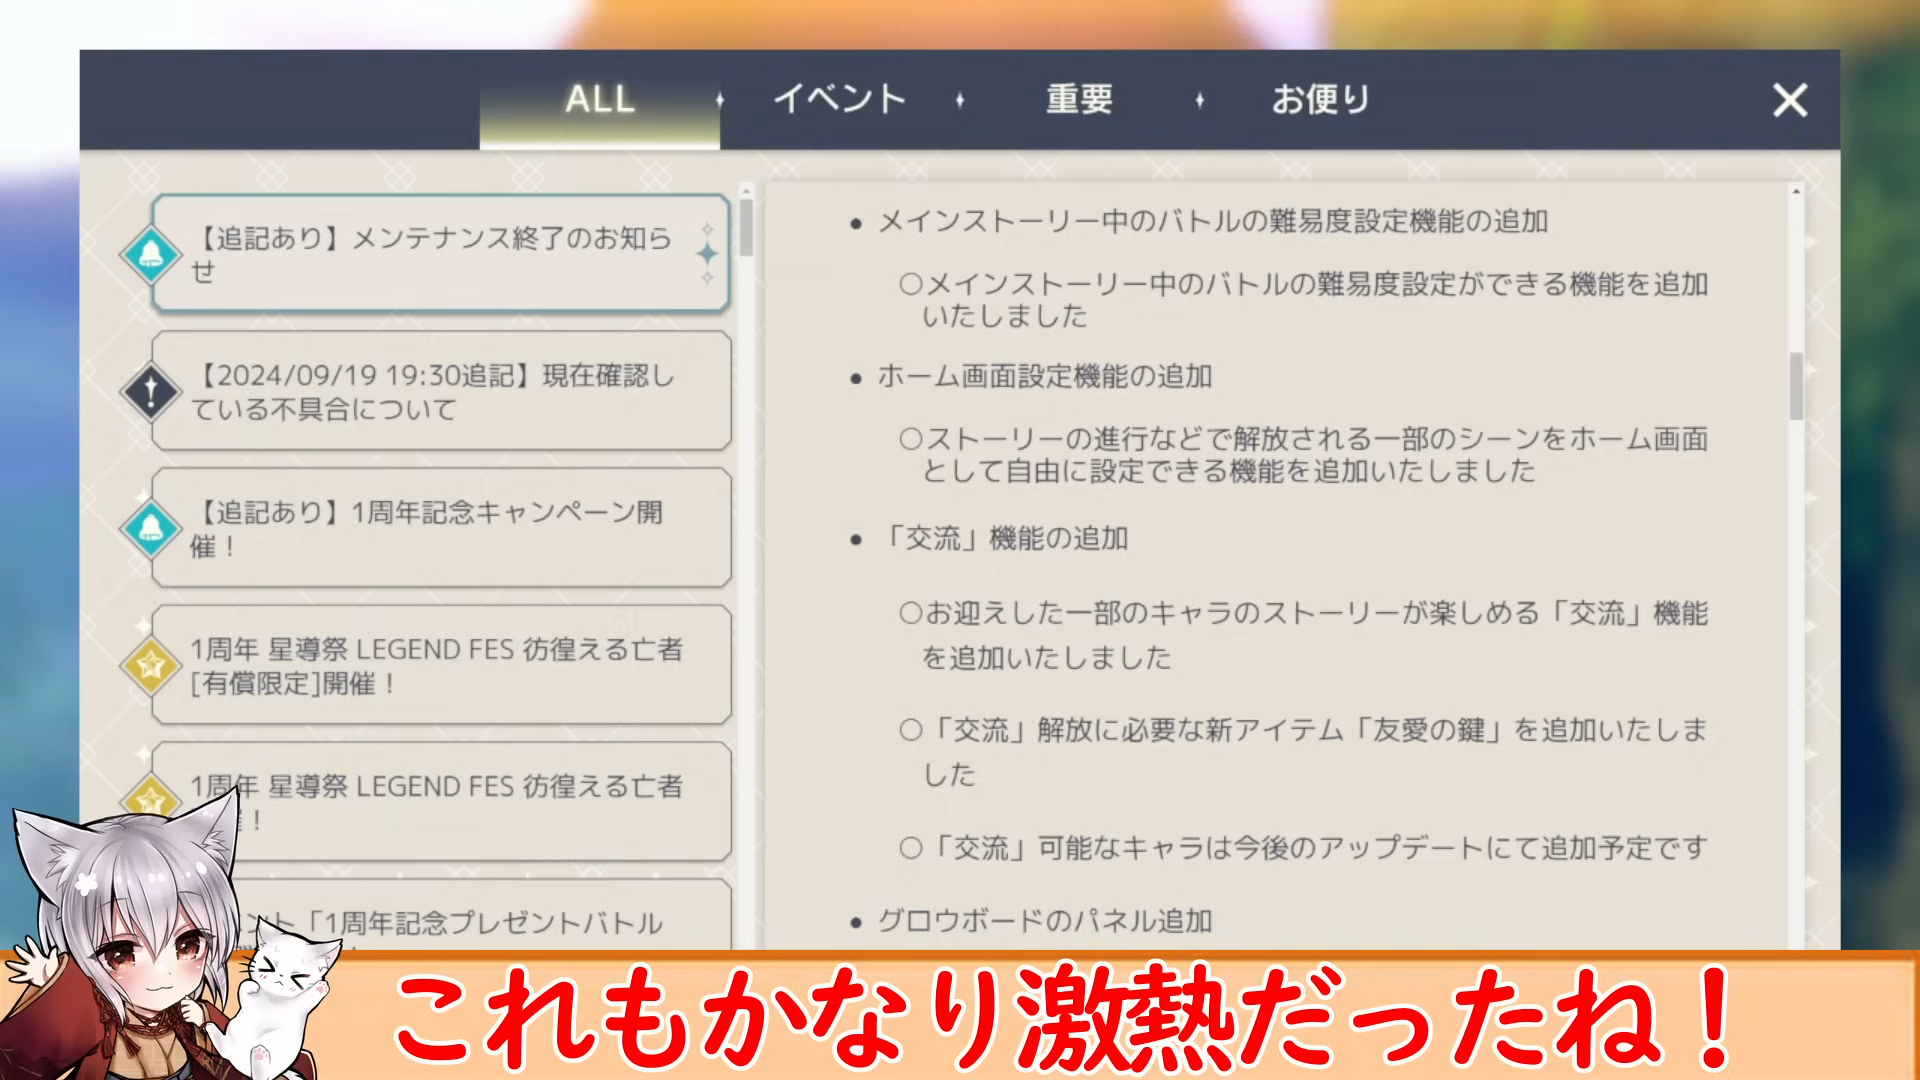 ALL
イベント
重要
お便り
【追記あり】メンテナンス終了のお知ら
せ
【2024/09/19 19:30追記】現在確認し
ている不具合について
【追記あり】1周年記念キャンペーン開
催！
1周年 星導祭 LEGEND FES 彷徨える亡者
[有償限定]開催！
1周年 星導祭 LEGEND FES 彷徨える亡者
！
ント「1周年記念プレゼントバトル
• メインストーリー中のバトルの難易度設定機能の追加
○メインストーリー中のバトルの難易度設定ができる機能を追加
いたしました
• ホーム画面設定機能の追加
○ストーリーの進行などで解放される一部のシーンをホーム画面
として自由に設定できる機能を追加いたしました
• 「交流」機能の追加
○お迎えした一部のキャラのストーリーが楽しめる「交流」機能
を追加いたしました
○「交流」解放に必要な新アイテム「友愛の鍵」を追加いたしま
した
○「交流」可能なキャラは今後のアップデートにて追加予定です
• グロウボードのパネル追加
これもかなり激熱だったね！